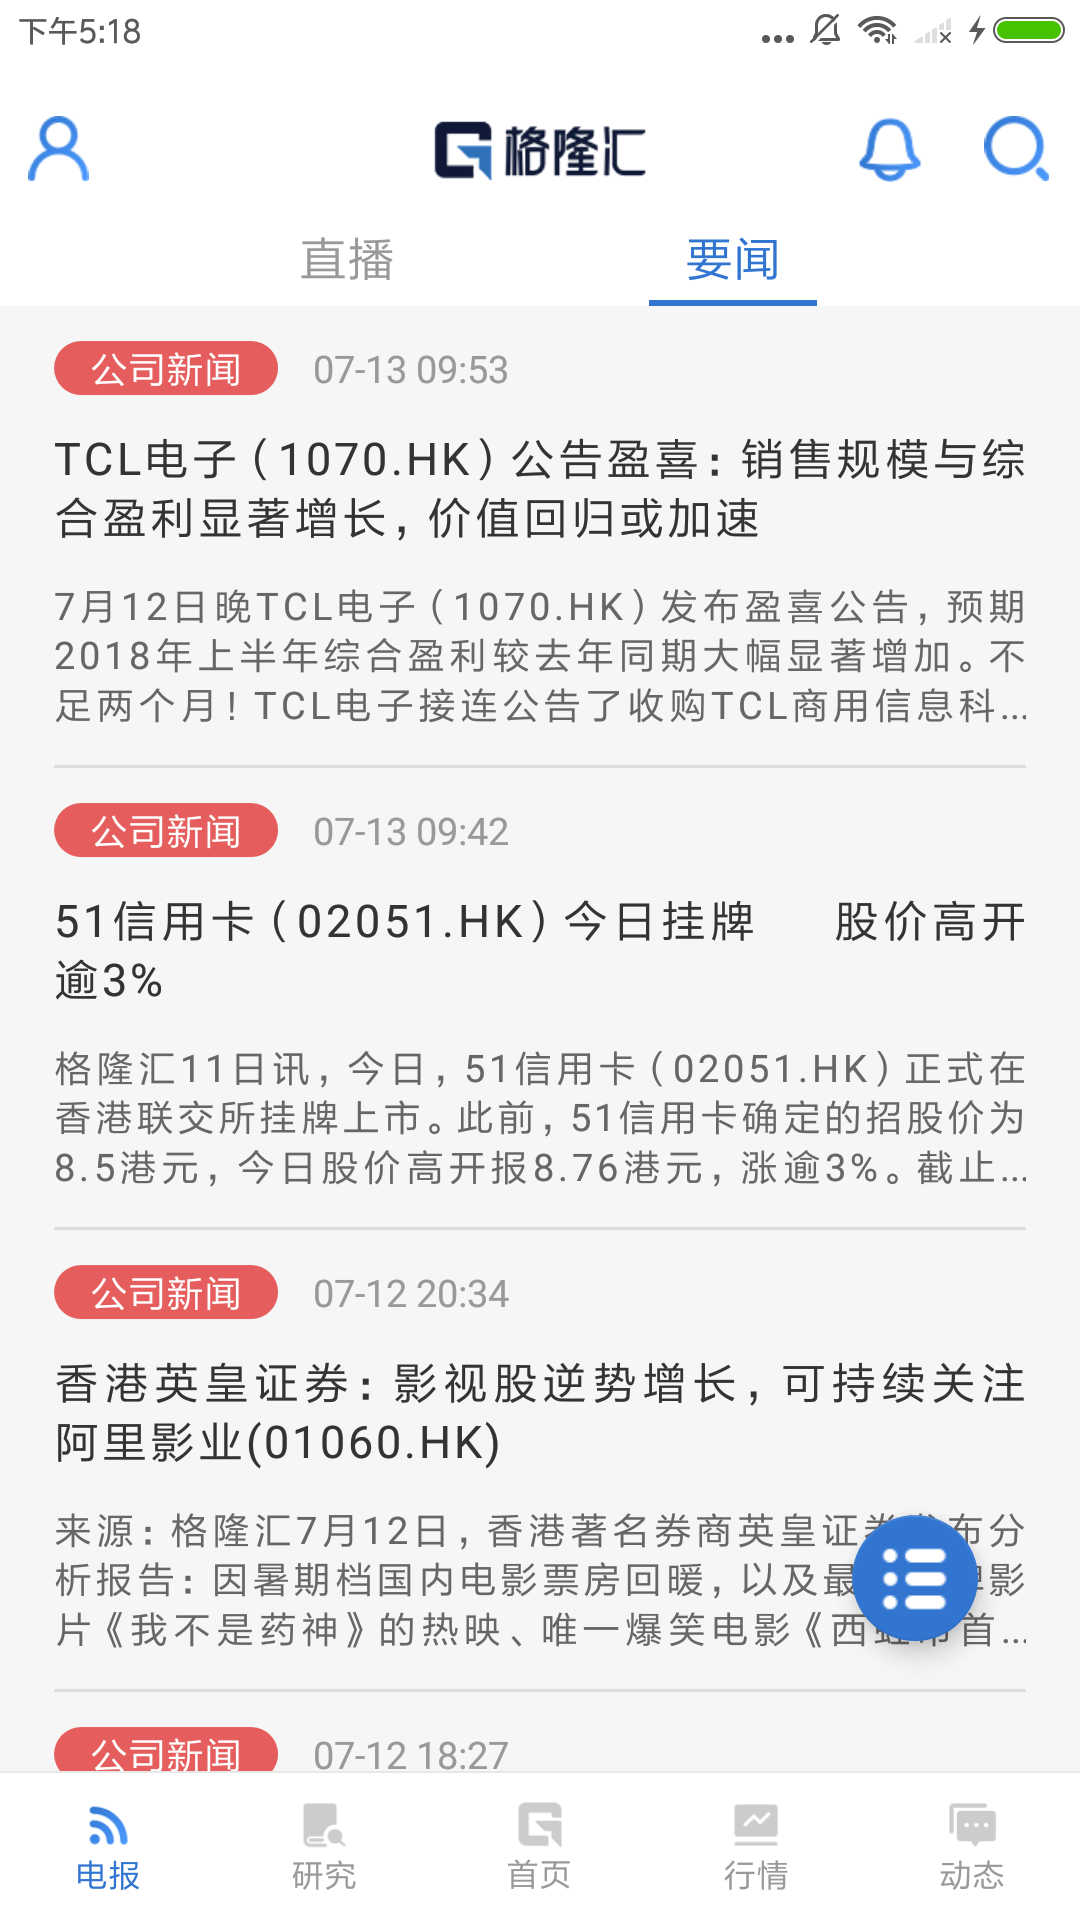 下午5:18
格隆汇
直播
要闻
公司新闻 07-13 09:53
TCL电子（1070.HK）公告盈喜：销售规模与综
合盈利显著增长，价值回归或加速
7月12日晚TCL电子（1070.HK）发布盈喜公告，预期
2018年上半年综合盈利较去年同期大幅显著增加。不
足两个月！TCL电子接连公告了收购TCL商用信息科...
公司新闻 07-13 09:42
51信用卡（02051.HK）今日挂牌 股价高开
逾3%
格隆汇11日讯，今日，51信用卡（02051.HK）正式在
香港联交所挂牌上市。此前，51信用卡确定的招股价为
8.5港元，今日股价高开报8.76港元，涨逾3%。截止...
公司新闻 07-12 20:34
香港英皇证券：影视股逆势增长，可持续关注
阿里影业(01060.HK)
来源：格隆汇7月12日，香港著名券商英皇证券发布分
析报告：因暑期档国内电影票房回暖，以及最 影
片《我不是药神》的热映、唯一爆笑电影《西虹市首...
公司新闻 07-12 18:27
电报
研究
首页
行情
动态